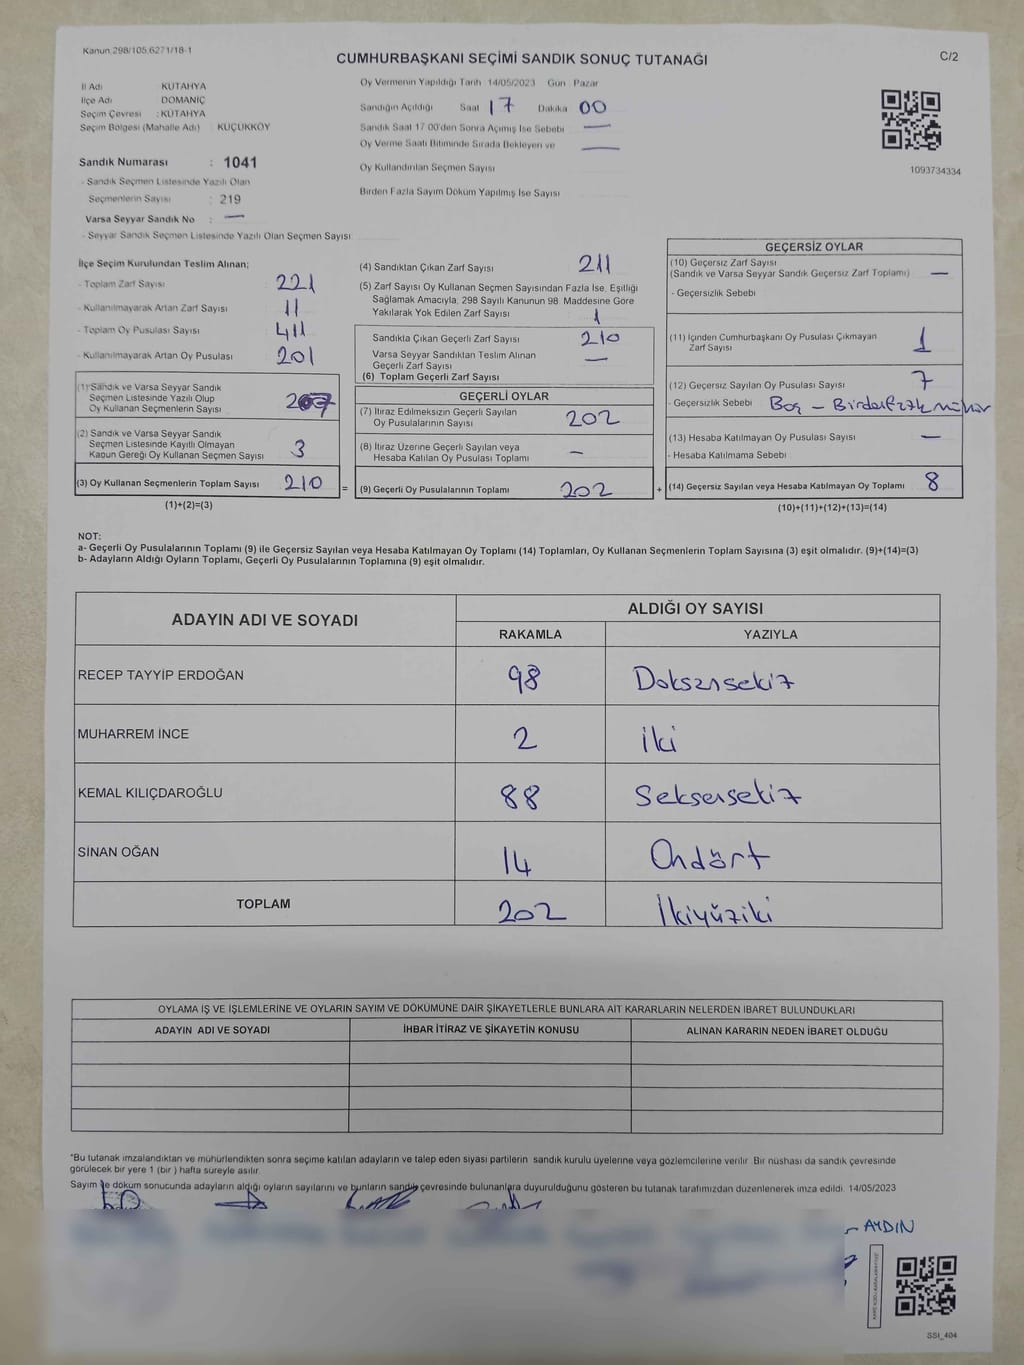 Kanun 298/105,6271/18-1
CUMHURBAŞKANI SEÇİMİ SANDIK SONUÇ TUTANAĞI
C/2
İl Adı KÜTAHYA
İlçe Adı DOMANİÇ
Seçim Çevresi : KÜTAHYA
Seçim Bölgesi (Mahalle Adı) : KÜÇÜKKÖY
Sandık Numarası : 1041
- Sandık Seçmen Listesinde Yazılı Olan
Seçmenlerin Sayısı : 219
Varsa Seyyar Sandık No : —
- Seyyar Sandık Seçmen Listesinde Yazılı Olan Seçmen Sayısı
Oy Vermenin Yapıldığı Tarih 14/05/2023 Gün : Pazar
Sandığın Açıldığı Saat 17 Dakika 00
Sandık Saat 17.00'den Sonra Açımış İse Sebebi —
Oy Verme Saati Bitiminde Sırada Bekleyen ve —
Oy Kullandırılan Seçmen Sayısı
Birden Fazla Sayım Döküm Yapılmış İse Sayısı
1093734334
İlçe Seçim Kurulundan Teslim Alınan;
- Toplam Zarf Sayısı 221
- Kullanılmayarak Artan Zarf Sayısı 11
- Toplam Oy Pusulası Sayısı 411
- Kullanılmayarak Artan Oy Pusulası 201
(1) Sandık ve Varsa Seyyar Sandık
Seçmen Listesinde Yazılı Olup
Oy Kullanan Seçmenlerin Sayısı 207
(2) Sandık ve Varsa Seyyar Sandık
Seçmen Listesinde Kayıtlı Olmayan
Kanun Gereği Oy Kullanan Seçmen Sayısı 3
(3) Oy Kullanan Seçmenlerin Toplam Sayısı 210
(1)+(2)=(3)
(4) Sandıktan Çıkan Zarf Sayısı 211
(5) Zarf Sayısı Oy Kullanan Seçmen Sayısından Fazla İse, Eşitliği
Sağlamak Amacıyla; 298 Sayılı Kanunun 98. Maddesine Göre
Yakılarak Yok Edilen Zarf Sayısı 1
Sandıkta Çıkan Geçerli Zarf Sayısı 210
Varsa Seyyar Sandıktan Teslim Alınan
Geçerli Zarf Sayısı —
(6) Toplam Geçerli Zarf Sayısı
GEÇERLİ OYLAR
(7) İtiraz Edilmeksizin Geçerli Sayılan
Oy Pusulalarının Sayısı 202
(8) İtiraz Üzerine Geçerli Sayılan veya
Hesaba Katılan Oy Pusulası Toplamı —
= (9) Geçerli Oy Pusulalarının Toplamı 202
GEÇERSİZ OYLAR
(10) Geçersiz Zarf Sayısı
(Sandık ve Varsa Seyyar Sandık Geçersiz Zarf Toplamı) —
- Geçersizlik Sebebi
(11) İçinden Cumhurbaşkanı Oy Pusulası Çıkmayan
Zarf Sayısı 1
(12) Geçersiz Sayılan Oy Pusulası Sayısı 7
- Geçersizlik Sebebi Boş -
(13) Hesaba Katılmayan Oy Pusulası Sayısı —
- Hesaba Katılmama Sebebi
+ (14) Geçersiz Sayılan veya Hesaba Katılmayan Oy Toplamı 8
(10)+(11)+(12)+(13)=(14)
NOT:
a- Geçerli Oy Pusulalarının Toplamı (9) ile Geçersiz Sayılan veya Hesaba Katılmayan Oy Toplamı (14) Toplamları, Oy Kullanan Seçmenlerin Toplam Sayısına (3) eşit olmalıdır. (9)+(14)=(3)
b- Adayların Aldığı Oyların Toplamı, Geçerli Oy Pusulalarının Toplamına (9) eşit olmalıdır.
ADAYIN ADI VE SOYADI ALDIĞI OY SAYISI
RAKAMLA YAZIYLA
RECEP TAYYİP ERDOĞAN 98 Doksansekiz
MUHARREM İNCE 2 İki
KEMAL KILIÇDAROĞLU 88 Seksensekiz
SİNAN OĞAN 14 Ondört
TOPLAM 202 İkiyüziki
OYLAMA İŞ VE İŞLEMLERİNE VE OYLARIN SAYIM VE DÖKÜMÜNE DAİR ŞİKAYETLERLE BUNLARA AİT KARARLARIN NELERDEN İBARET BULUNDUKLARI
ADAYIN ADI VE SOYADI İHBAR İTİRAZ VE ŞİKAYETİN KONUSU ALINAN KARARIN NEDEN İBARET OLDUĞU
*Bu tutanak imzalandıktan ve mühürlendikten sonra seçime katılan adayların ve talep eden siyasi partilerin sandık kurulu üyelerine veya gözlemcilerine verilir. Bir nüshası da sandık çevresinde
görülecek bir yere 1 (bir) hafta süreyle asılır.
Sayım ve döküm sonucunda adayların aldığı oyların sayılarını ve bunların sandık çevresinde bulunanlara duyurulduğunu gösteren bu tutanak tarafımızdan düzenlenerek imza edildi. 14/05/2023
AYDIN
SSI_404